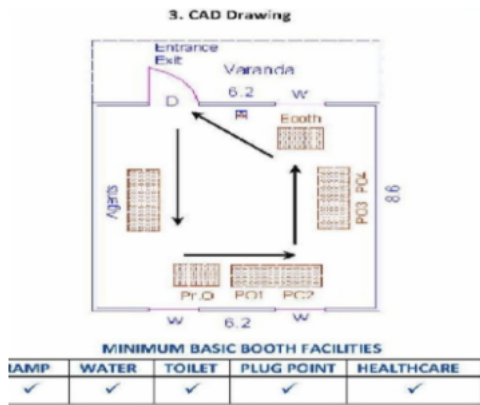 3. CAD Drawing
Entrance
Exit
Varanda
D
6.2
W
Booth
Agents
PO3 PO4
8.6
Pr.O
PO1
PO2
W
6.2
W
MINIMUM BASIC BOOTH FACILITIES
RAMP WATER TOILET PLUG POINT HEALTHCARE
✓ ✓ ✓ ✓ ✓